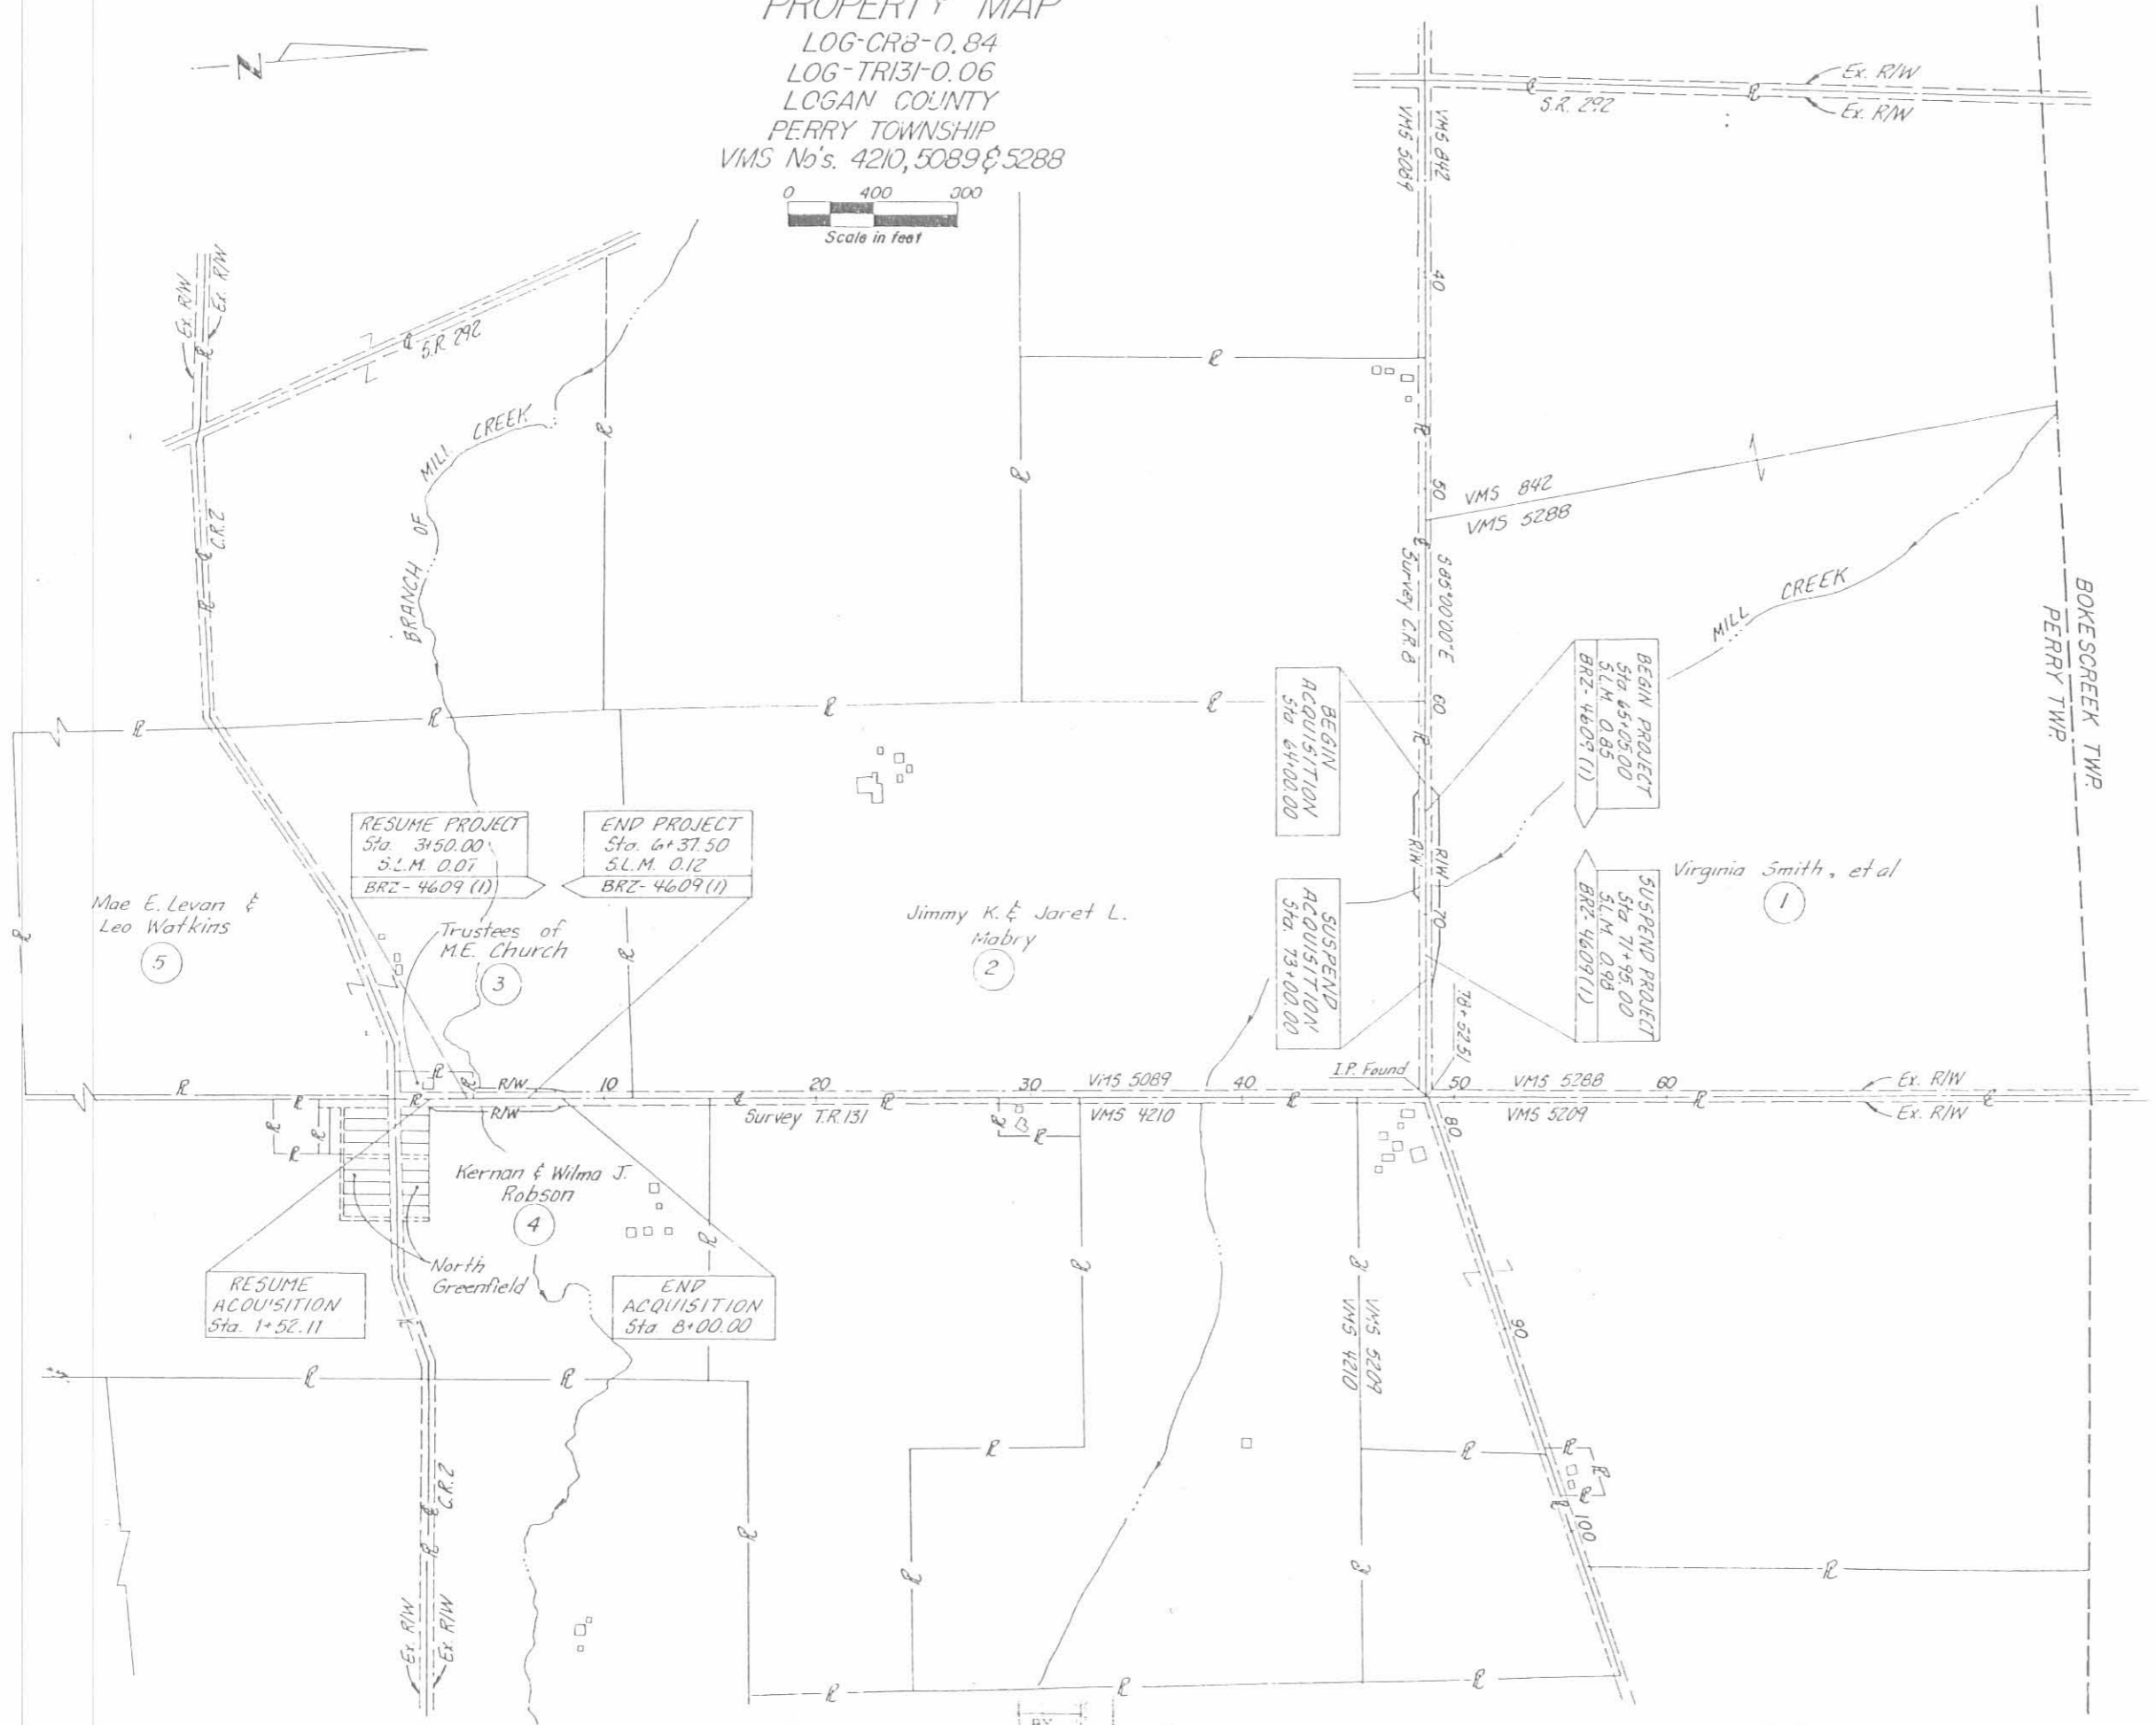 PROPERTY MAP
LOG-CR8-0.84
LOG-TR131-0.06
LOGAN COUNTY
PERRY TOWNSHIP
VMS No's. 4210, 5089 & 5288
0 400 800
Scale in feet
N
Ex. R/W
Ex. R/W
S.R. 292
VMS 842
VMS 5089
40
Ex. R/W
Ex. R/W
S.R. 292
C.R.2
BRANCH OF MILL CREEK
50
VMS 842
VMS 5288
S 85°00'00" E
Survey C.R. 8
60
MILL CREEK
BOKESCREEK TWP.
PERRY TWP.
BEGIN
ACQUISITION
Sta 64+00.00
BEGIN PROJECT
Sta. 65+05.00
S.L.M. 0.85
BRZ-4609 (1)
R/W
R/W
70
SUSPEND
ACQUISITION
Sta. 73+00.00
SUSPEND PROJECT
Sta 71+95.00
S.L.M 0.98
BRZ-4609(1)
Virginia Smith, et al
1
RESUME PROJECT
Sta. 3+50.00
S.L.M. 0.07
BRZ-4609 (1)
END PROJECT
Sta. 6+37.50
S.L.M. 0.12
BRZ-4609(1)
Mae E. Levan &
Leo Watkins
5
Trustees of
M.E. Church
3
Jimmy K. & Jaret L.
Mabry
2
78+52.51
I.P. Found
R/W
R/W
10
20
30
VMS 5089
40
50
VMS 5288
60
Ex. R/W
Survey T.R. 131
VMS 4210
VMS 5209
Ex. R/W
80
Kernan & Wilma J.
Robson
4
North
Greenfield
RESUME
ACQUISITION
Sta. 1+52.11
END
ACQUISITION
Sta. 8+00.00
VMS 5209
VMS 4210
90
100
C.R.2
Ex. R/W
Ex. R/W
BY